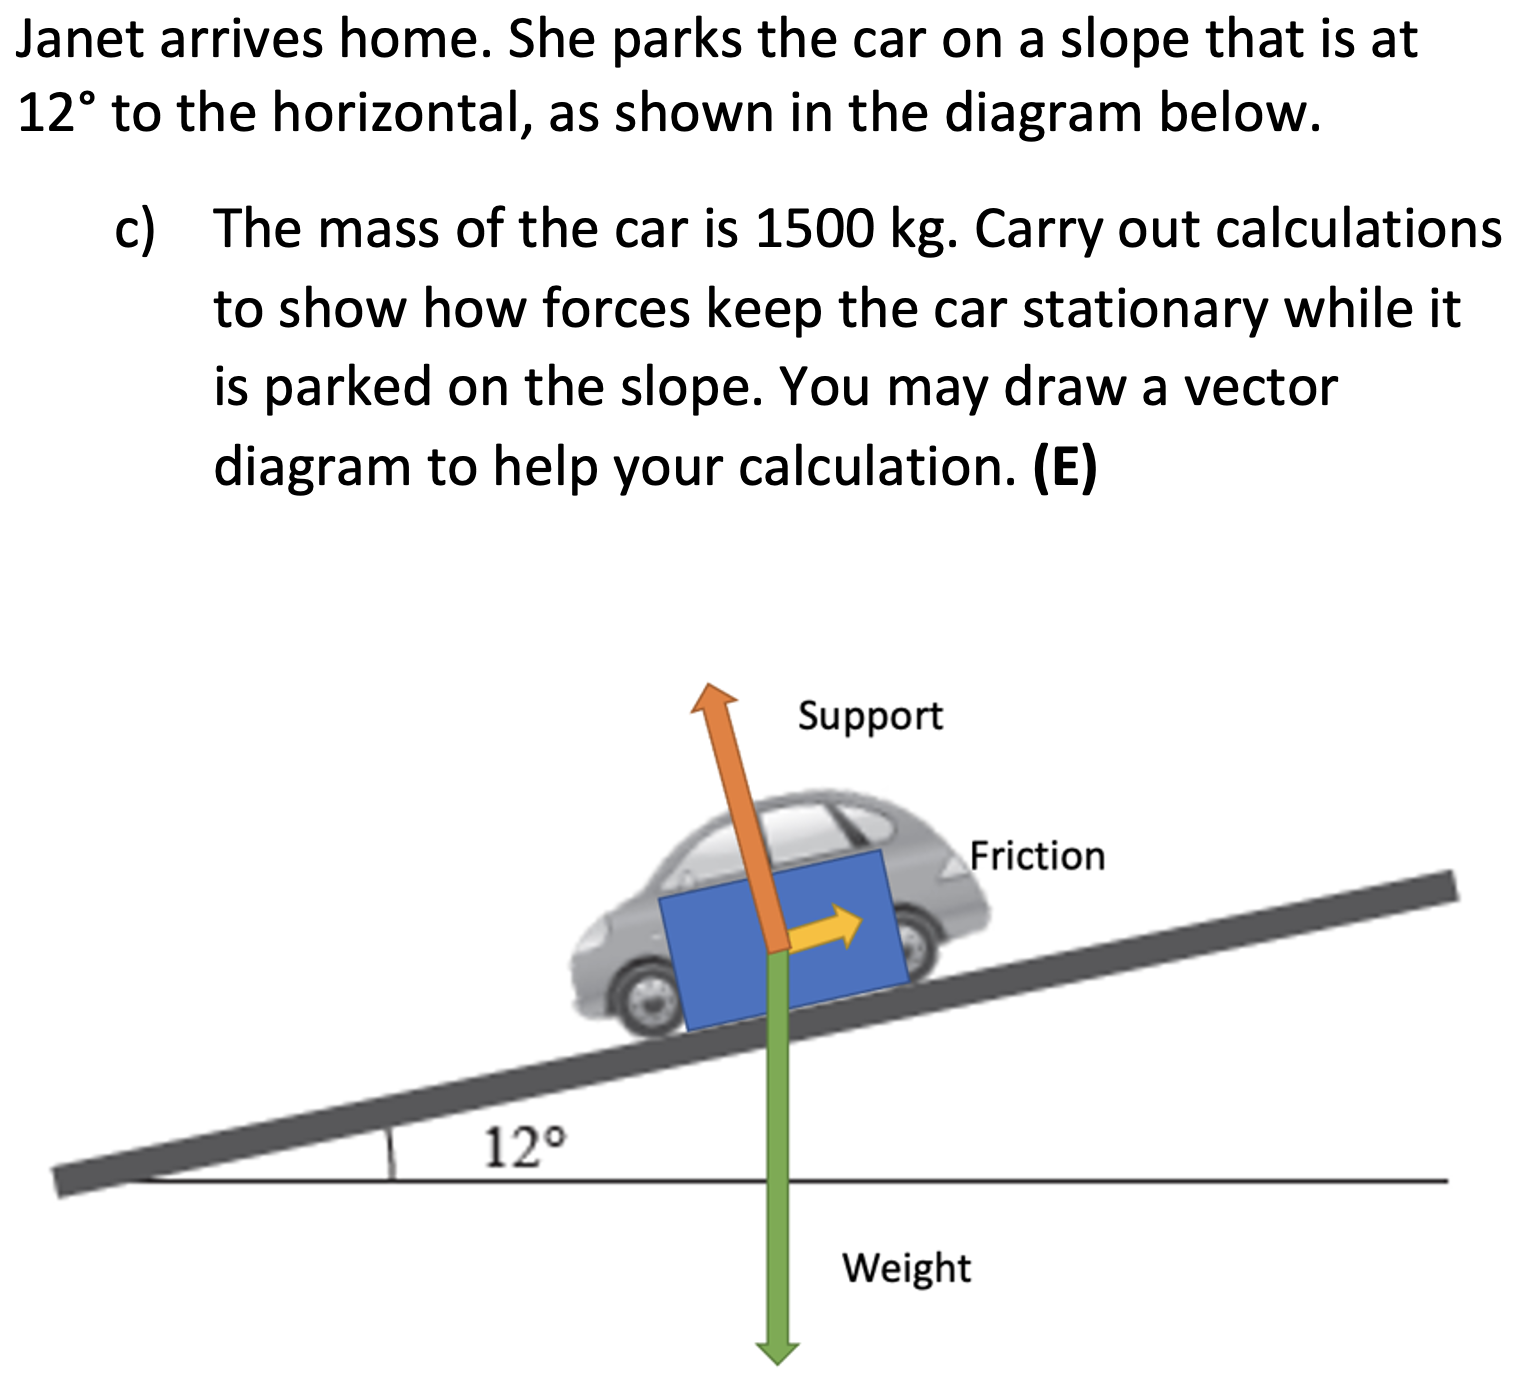 Janet arrives home. She parks the car on a slope that is at
12° to the horizontal, as shown in the diagram below.
c) The mass of the car is 1500 kg. Carry out calculations
to show how forces keep the car stationary while it
is parked on the slope. You may draw a vector
diagram to help your calculation. (E)
Support
Friction
12°
Weight